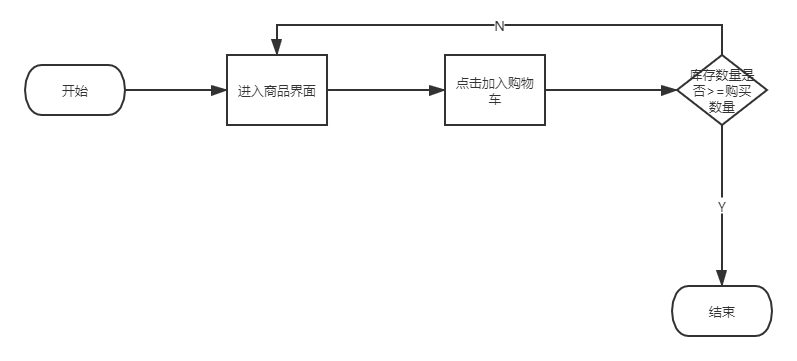 N
开始
进入商品界面
点击加入购物
车
库存数量是
否>=购买
数量
Y
结束